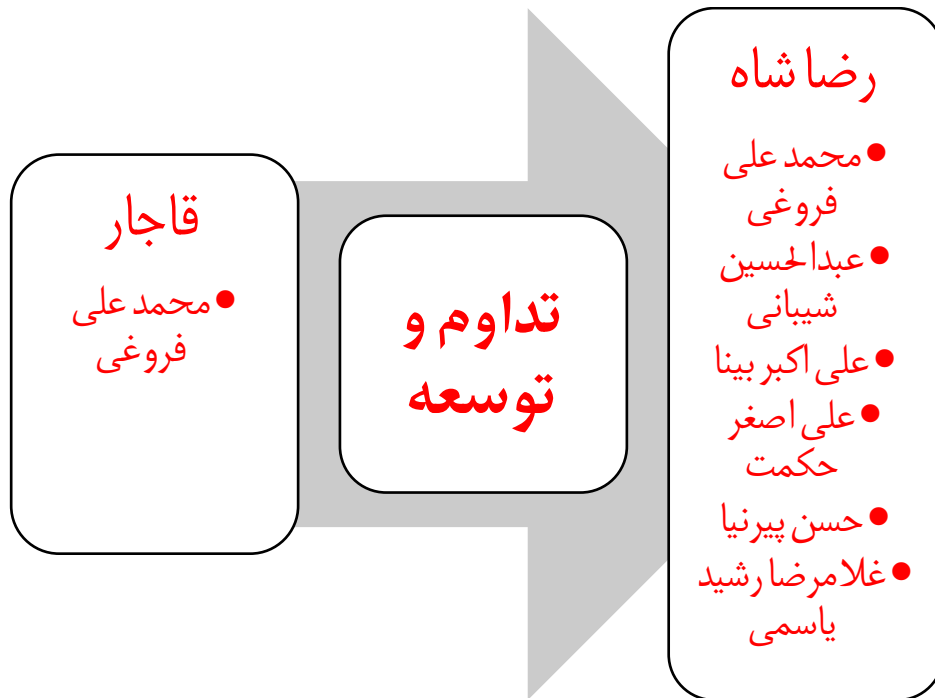 قاجار
● محمد علی
فروغی
تداوم و
توسعه
رضا شاه
● محمد علی
فروغی
● عبدالحسین
شیبانی
● علی اکبر بینا
● علی اصغر
حکمت
● حسن پیرنیا
● غلامرضا رشید
یاسمی